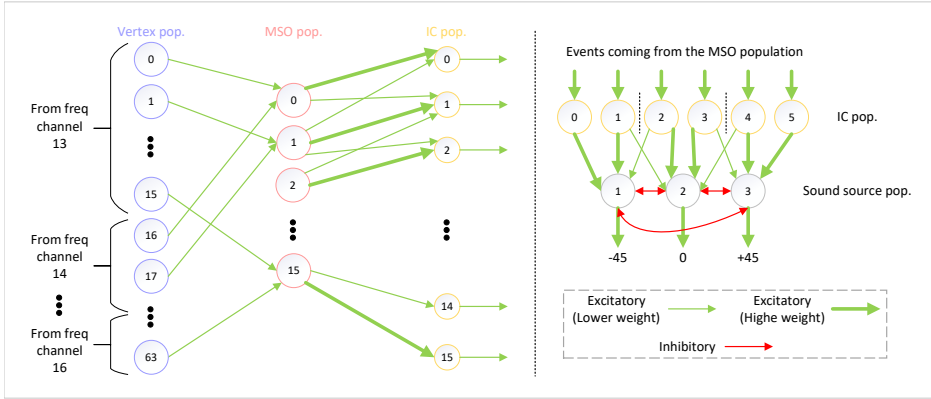 Vertex pop.
MSO pop.
IC pop.
From freq
channel
13
From freq
channel
14
From freq
channel
16
0
1
15
16
17
63
0
1
2
15
0
1
2
14
15
Events coming from the MSO population
0 1 2 3 4 5
IC pop.
1 2 3
Sound source pop.
-45 0 +45
Excitatory
(Lower weight)
Excitatory
(Highe weight)
Inhibitory